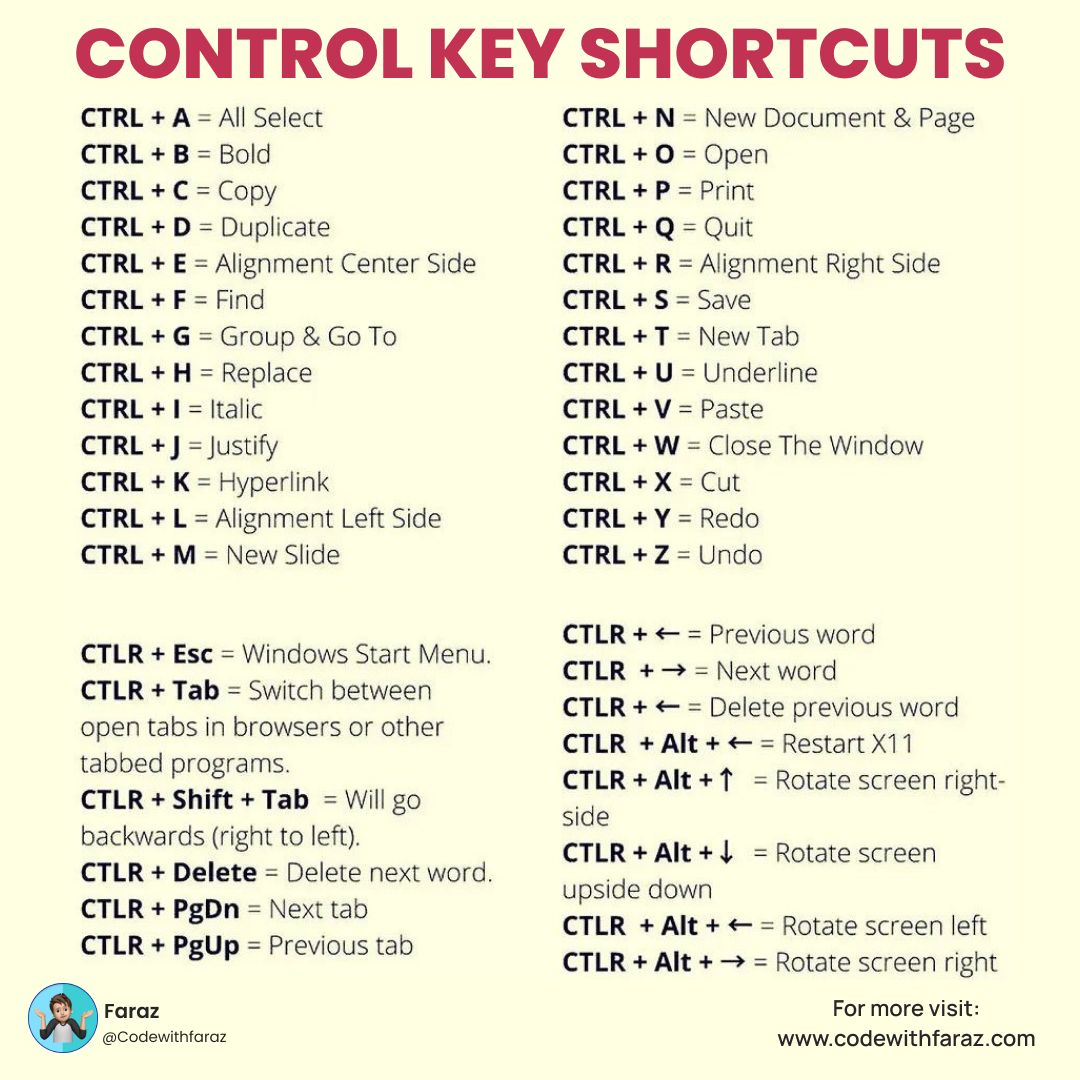 CONTROL KEY SHORTCUTS
CTRL + A = All Select
CTRL + B = Bold
CTRL + C = Copy
CTRL + D = Duplicate
CTRL + E = Alignment Center Side
CTRL + F = Find
CTRL + G = Group & Go To
CTRL + H = Replace
CTRL + I = Italic
CTRL + J = Justify
CTRL + K = Hyperlink
CTRL + L = Alignment Left Side
CTRL + M = New Slide
CTRL + N = New Document & Page
CTRL + O = Open
CTRL + P = Print
CTRL + Q = Quit
CTRL + R = Alignment Right Side
CTRL + S = Save
CTRL + T = New Tab
CTRL + U = Underline
CTRL + V = Paste
CTRL + W = Close The Window
CTRL + X = Cut
CTRL + Y = Redo
CTRL + Z = Undo
CTLR + Esc = Windows Start Menu.
CTLR + Tab = Switch between
open tabs in browsers or other
tabbed programs.
CTLR + Shift + Tab = Will go
backwards (right to left).
CTLR + Delete = Delete next word.
CTLR + PgDn = Next tab
CTLR + PgUp = Previous tab
CTLR + ← = Previous word
CTLR + → = Next word
CTLR + ← = Delete previous word
CTLR + Alt + ← = Restart X11
CTLR + Alt + ↑ = Rotate screen right-
side
CTLR + Alt + ↓ = Rotate screen
upside down
CTLR + Alt + ← = Rotate screen left
CTLR + Alt + → = Rotate screen right
Faraz
@Codewithfaraz
For more visit:
www.codewithfaraz.com